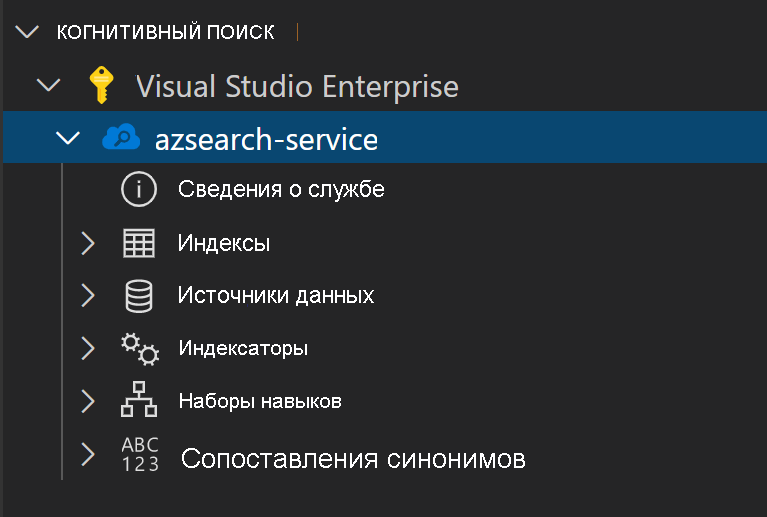 КОГНИТИВНЫЙ ПОИСК
Visual Studio Enterprise
azsearch-service
Сведения о службе
Индексы
Источники данных
Индексаторы
Наборы навыков
ABC
123 Сопоставления синонимов